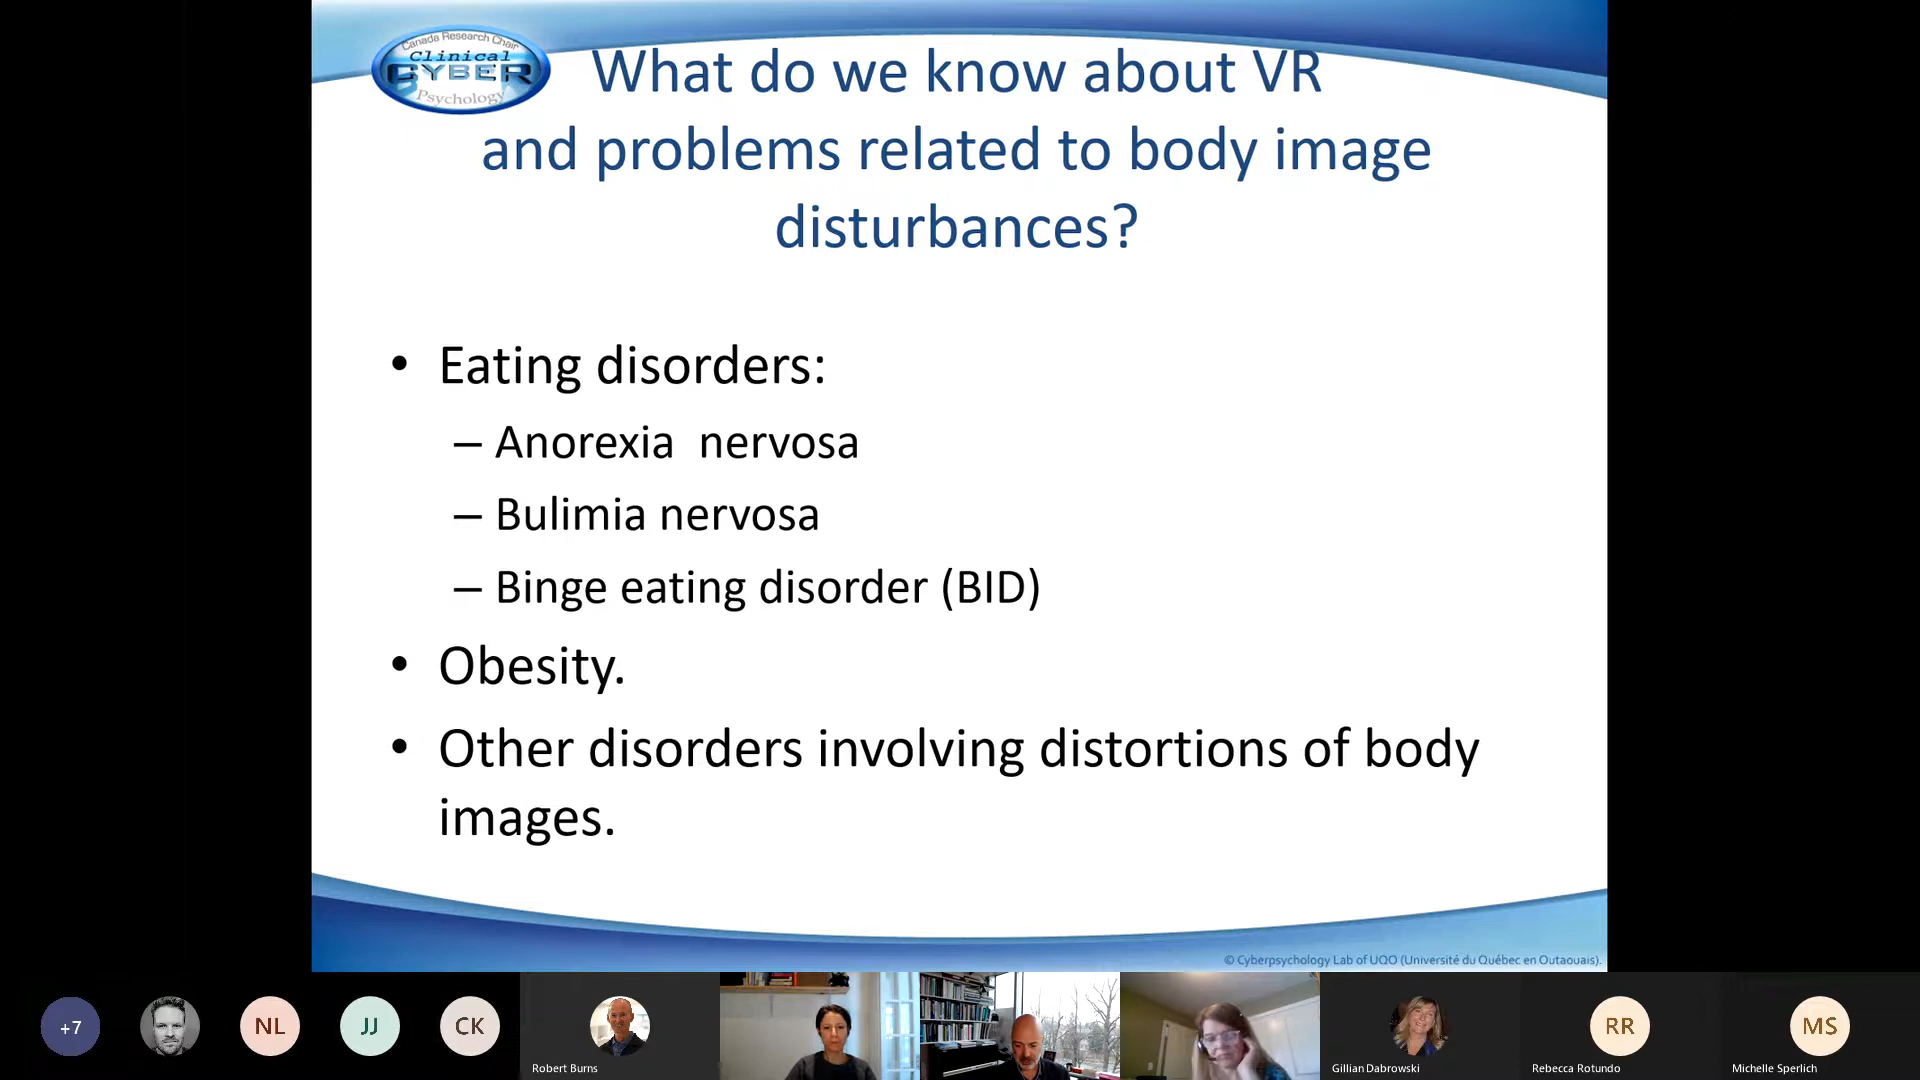 Canada Research Chair
Clinical
CYBER
Psychology
What do we know about VR
and problems related to body image
disturbances?
• Eating disorders:
– Anorexia nervosa
– Bulimia nervosa
– Binge eating disorder (BID)
• Obesity.
• Other disorders involving distortions of body
images.
© Cyberpsychology Lab of UQO (Université du Québec en Outaouais).
+7
NL
JJ
CK
RR
MS
Robert Burns
Gillian Dabrowski
Rebecca Rotundo
Michelle Sperlich